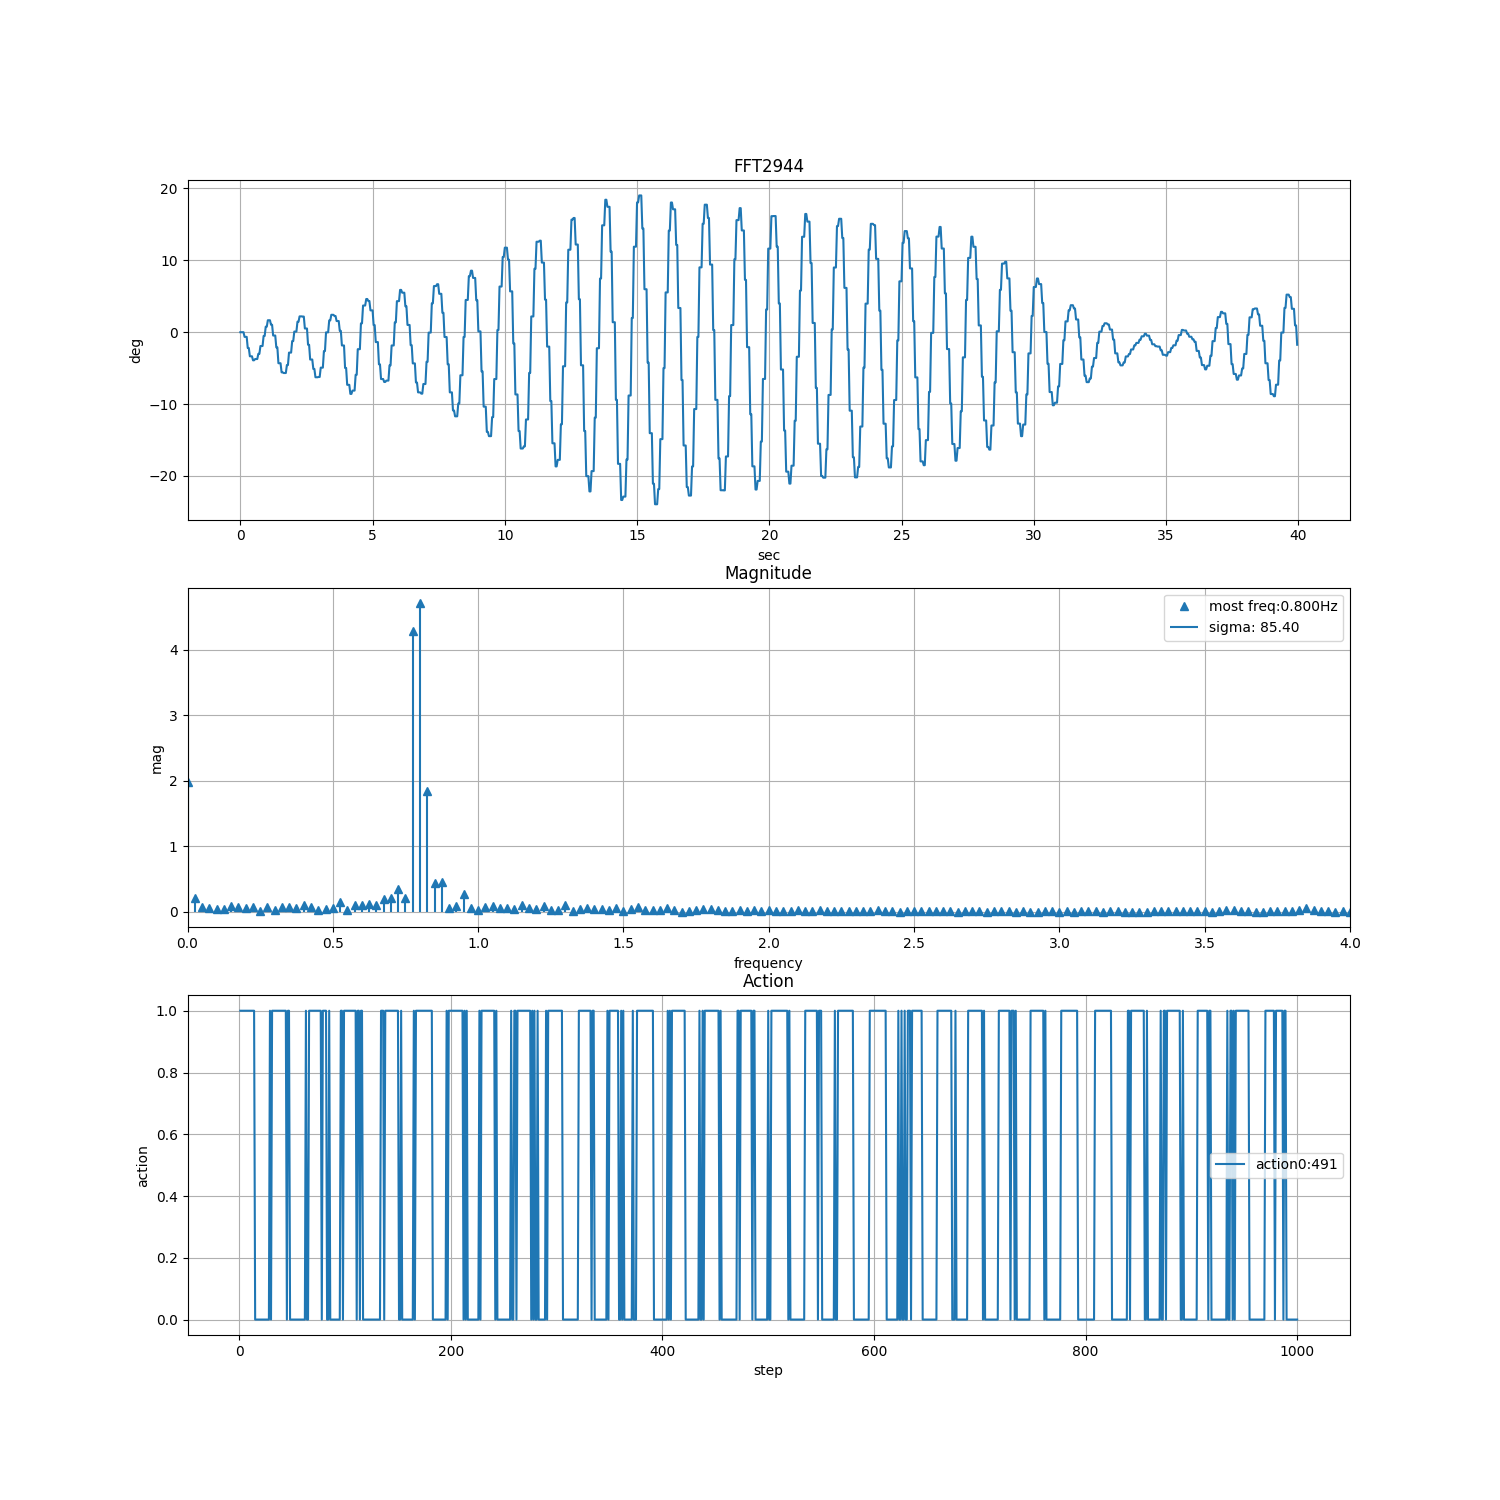 FFT2944
20
10
0
−10
−20
deg
0 5 10 15 20 25 30 35 40
sec
Magnitude
most freq:0.800Hz
sigma: 85.40
4
3
2
1
0
mag
0.0 0.5 1.0 1.5 2.0 2.5 3.0 3.5 4.0
frequency
Action
1.0
0.8
0.6
0.4
0.2
0.0
action
action0:491
0 200 400 600 800 1000
step